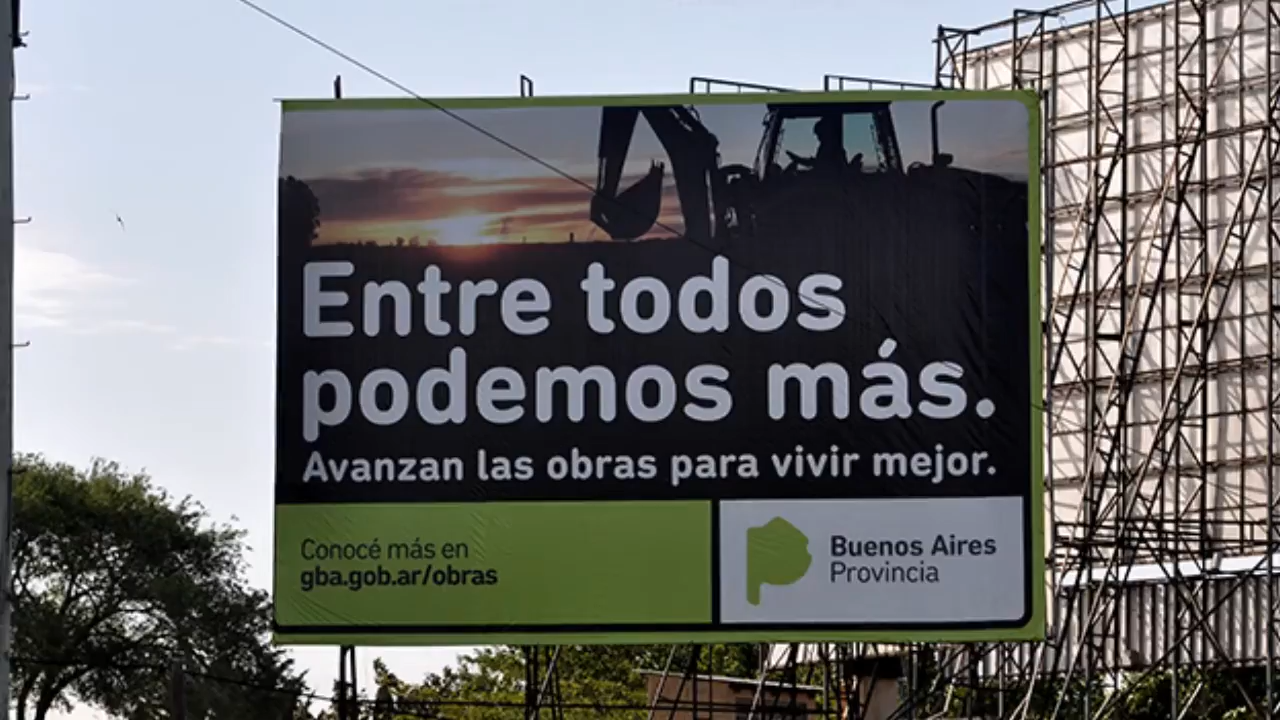 Entre todos
podemos más.
Avanzan las obras para vivir mejor.
Conocé más en
gba.gob.ar/obras
Buenos Aires
Provincia